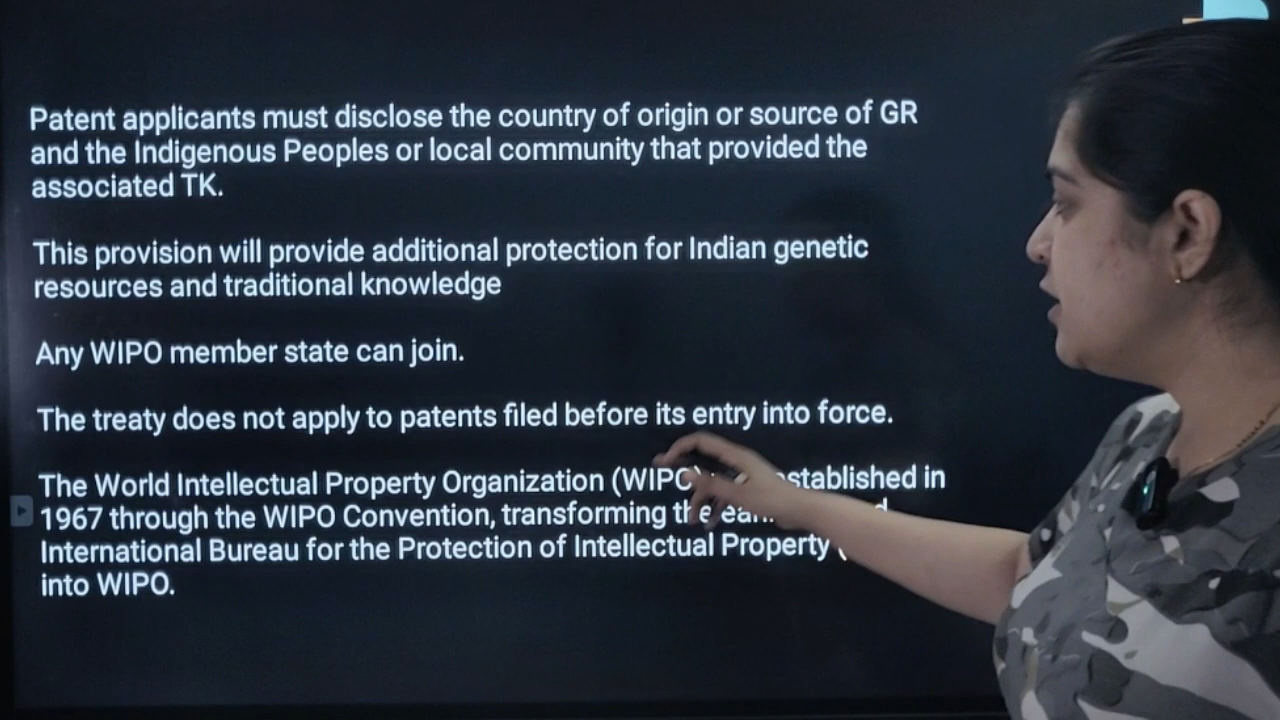 Patent applicants must disclose the country of origin or source of GR
and the Indigenous Peoples or local community that provided the
associated TK.
This provision will provide additional protection for Indian genetic
resources and traditional knowledge
Any WIPO member state can join.
The treaty does not apply to patents filed before its entry into force.
The World Intellectual Property Organization (WIPO) established in
1967 through the WIPO Convention, transforming the
International Bureau for the Protection of Intellectual Property (
into WIPO.